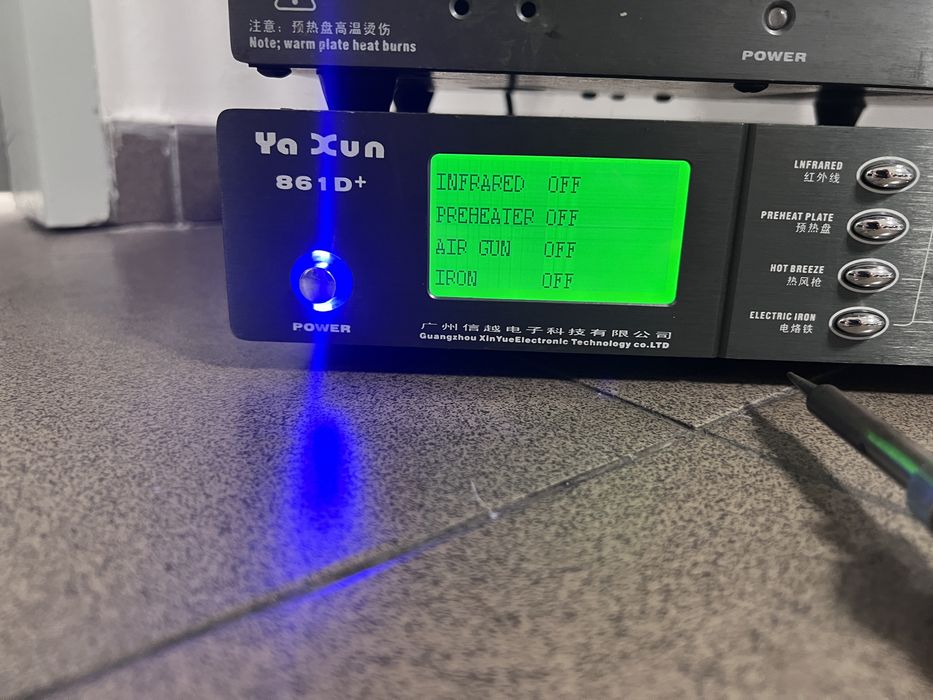 注意：预热盘高温烫伤
Note; warm plate heat burns
POWER
Ya Xun
861D+
POWER
INFRARED OFF
PREHEATER OFF
AIR GUN OFF
IRON OFF
广州信越电子科技有限公司
Guangzhou XinYueElectronic Technology co.LTD
LNFRARED
红外线
PREHEAT PLATE
预热盘
HOT BREEZE
热风枪
ELECTRIC IRON
电烙铁